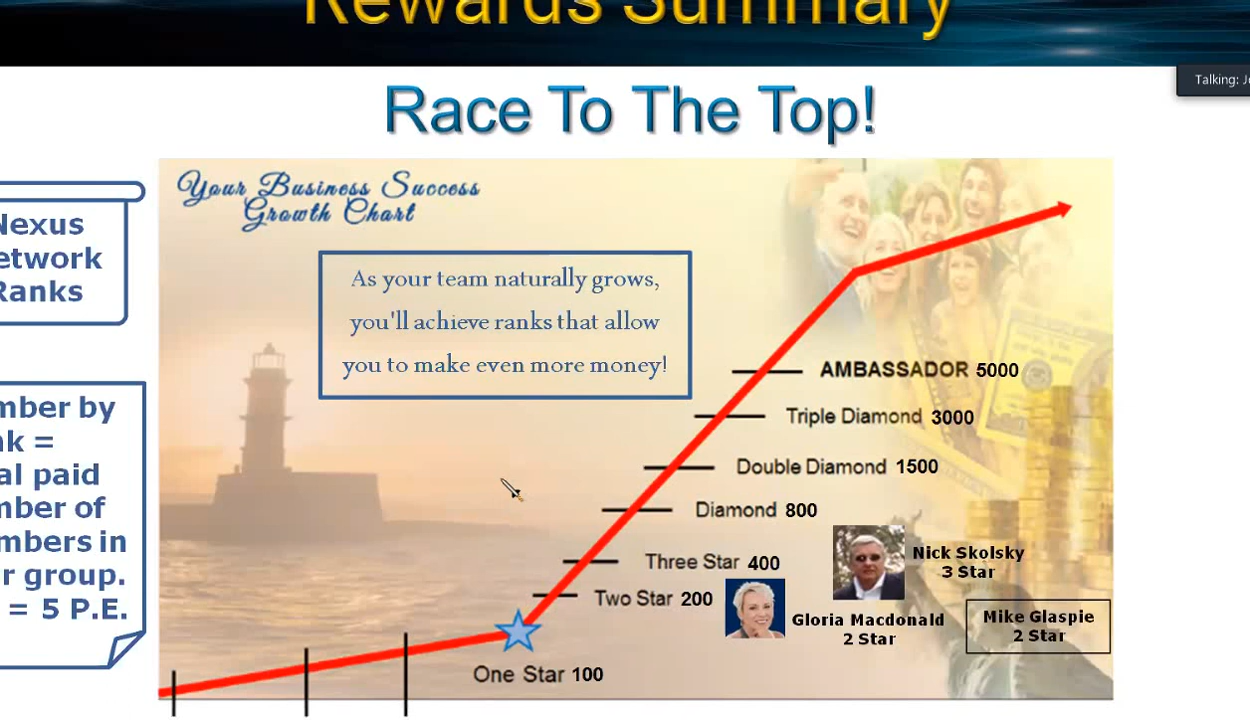 Rewards Summary
Talking: Jo
Race To The Top!
Your Business Success
Growth Chart
Nexus
etwork
Ranks
As your team naturally grows,
you'll achieve ranks that allow
you to make even more money!
AMBASSADOR 5000
Triple Diamond 3000
Double Diamond 1500
Diamond 800
Three Star 400
Two Star 200
One Star 100
Nick Skolsky
3 Star
Gloria Macdonald
2 Star
Mike Glaspie
2 Star
mber by
nk =
al paid
mber of
mbers in
r group.
= 5 P.E.